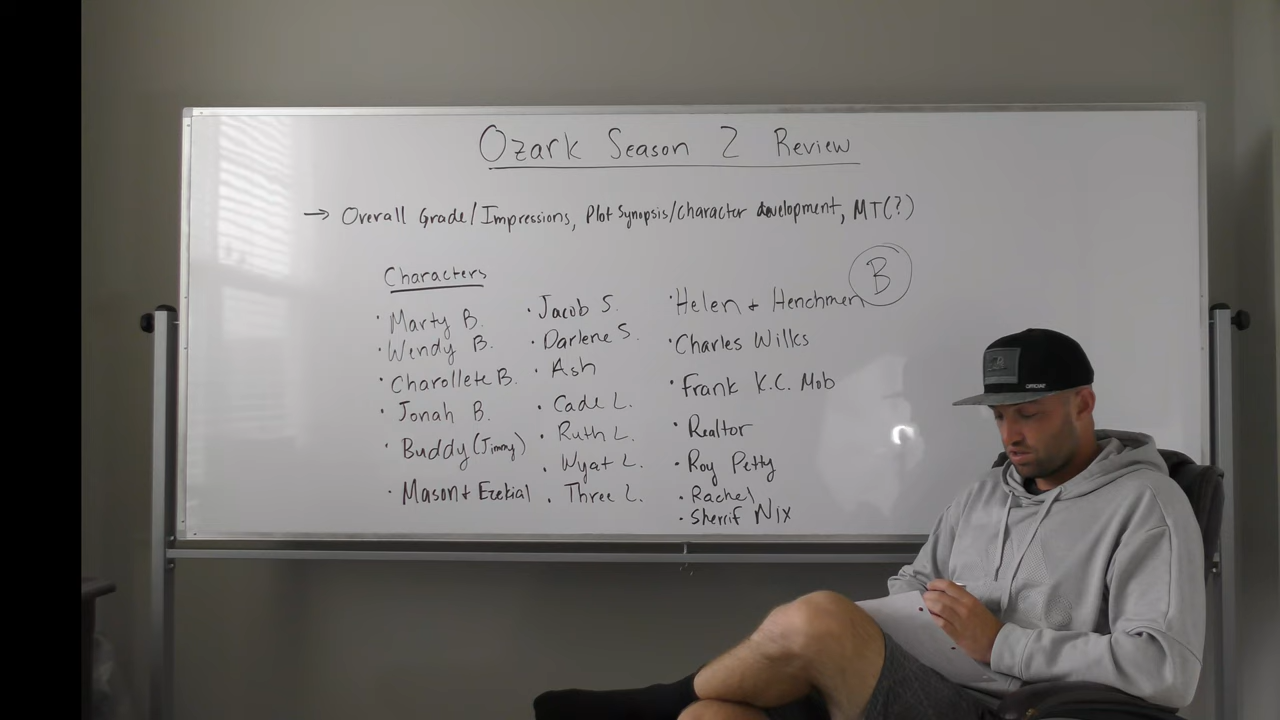 Ozark Season 2 Review
→ Overall Grade/Impressions, Plot Synopsis/Character development, MT(?)
B
Characters
· Marty B.
· Wendy B.
· Charollete B.
· Jonah B.
· Buddy (Jimmy)
· Mason + Ezekial
· Jacob S.
· Darlene S.
· Ash
· Cade L.
· Ruth L.
· Wyat L.
· Three L.
· Helen + Henchmen
· Charles Wilks
· Frank K.C. Mob
· Realtor
· Roy Petty
· Rachel
· Sherrif Nix
OFFICIAL